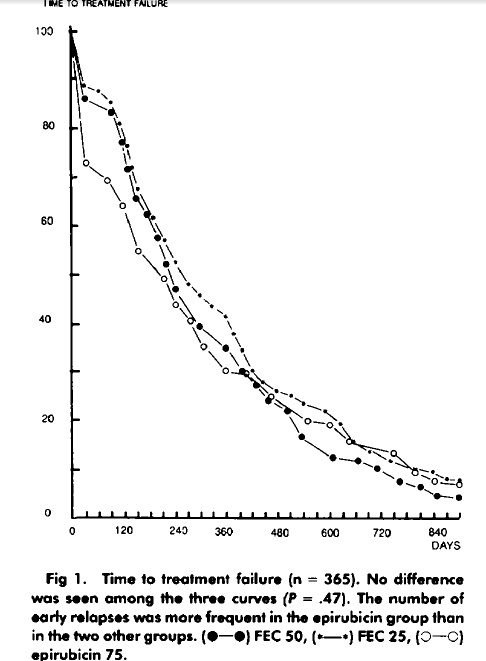 TIME TO TREATMENT FAILURE
100
80
60
40
20
0
0 120 240 360 480 600 720 840
DAYS
Fig 1. Time to treatment failure (n = 365). No difference
was seen among the three curves (P = .47). The number of
early relapses was more frequent in the epirubicin group than
in the two other groups. (●—●) FEC 50, (•—•) FEC 25, (○—○)
epirubicin 75.